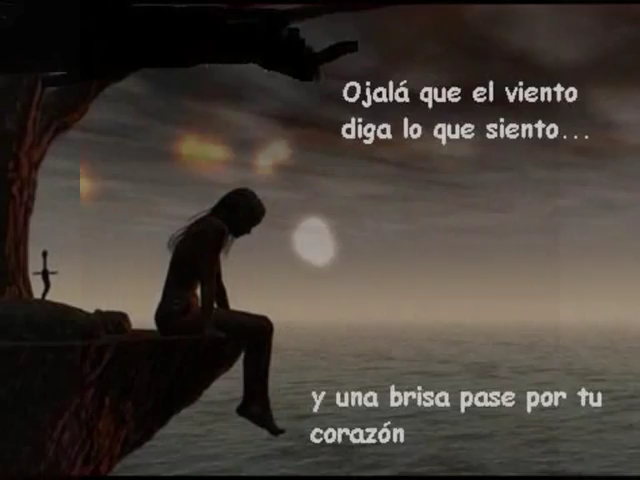 Ojalá que el viento
diga lo que siento...
y una brisa pase por tu
corazón